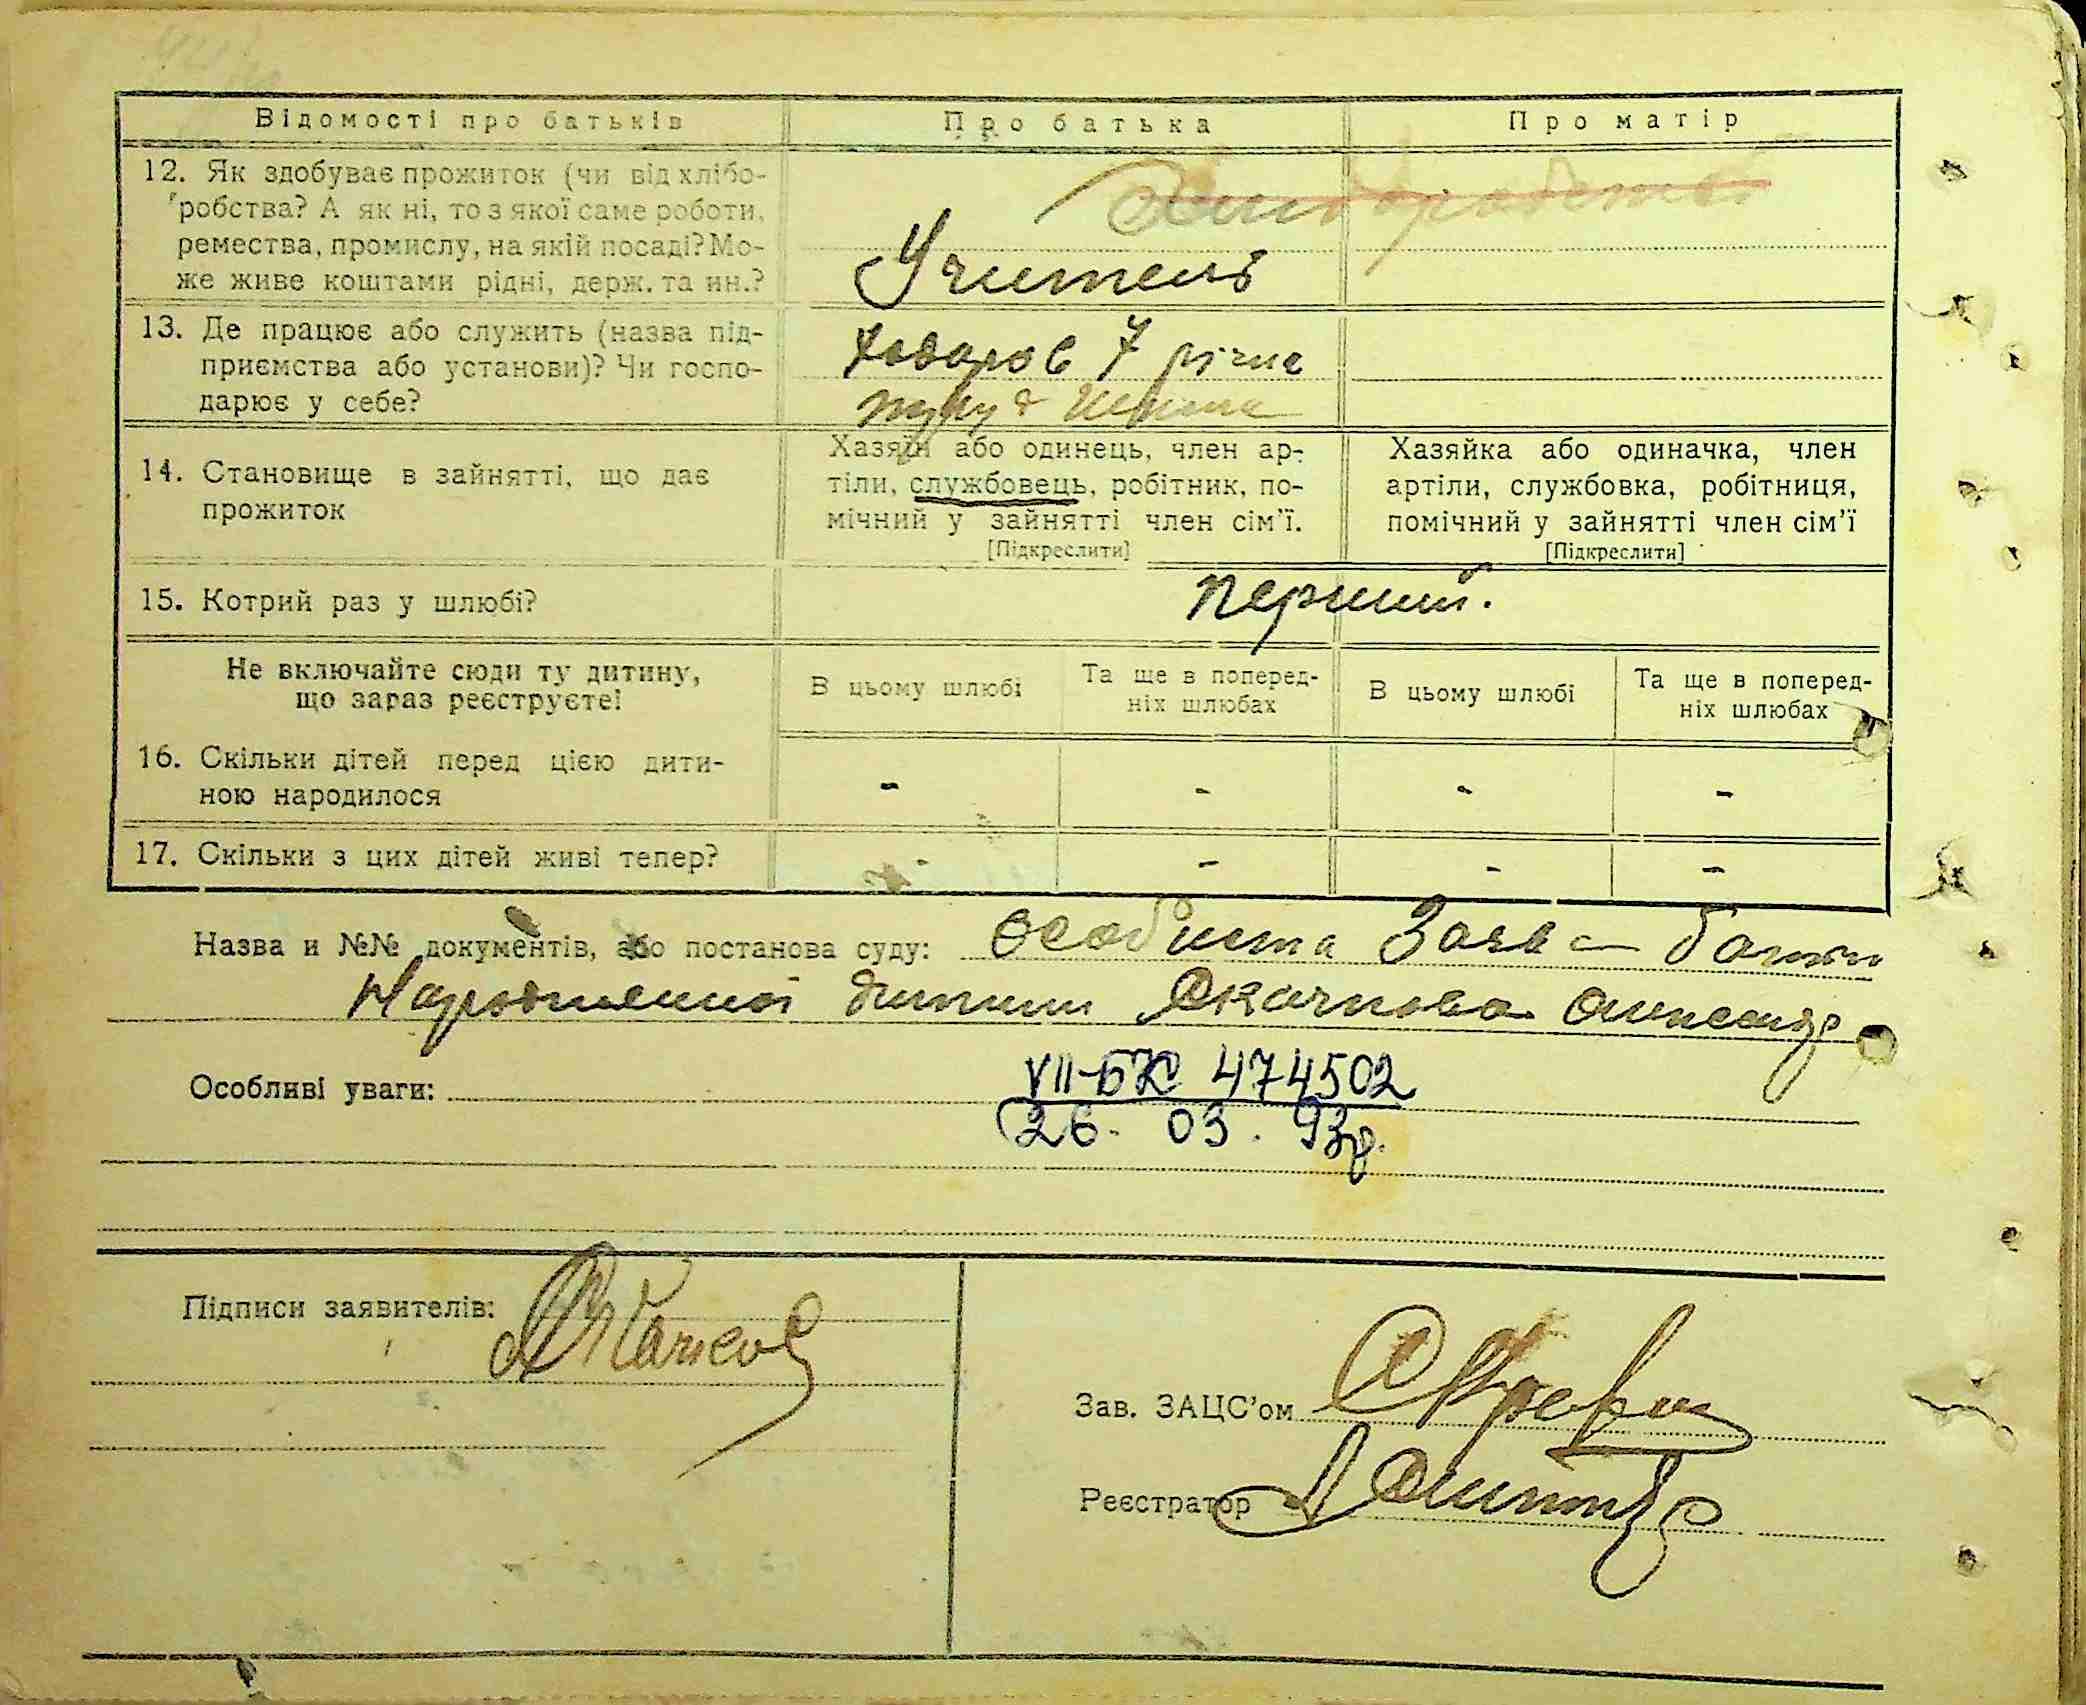 Відомості про батьків
Про батька
Про матір
12. Як здобуває прожиток (чи від хлібо-
робства? А як ні, то з якої саме роботи,
ремества, промислу, на якій посаді? Мо-
же живе коштами рідні, держ. та ин.?
Учитель
13. Де працює або служить (назва під-
приємства або установи)? Чи госпо-
дарює у себе?
7 річна
14. Становище в зайнятті, що дає
прожиток
Хазяїн або одинець, член ар-
тіли, службовець, робітник, по-
мічний у зайнятті член сім'ї.
[Підкреслити]
Хазяйка або одиначка, член
артіли, службовка, робітниця,
помічний у зайнятті член сім'ї
[Підкреслити]
15. Котрий раз у шлюбі?
перший.
Не включайте сюди ту дитину,
що зараз реєструєте!
В цьому шлюбі
Та ще в поперед-
ніх шлюбах
В цьому шлюбі
Та ще в поперед-
ніх шлюбах
16. Скільки дітей перед цією дити-
ною народилося
- - - -
17. Скільки з цих дітей живі тепер?
- - - -
Назва и №№ документів, або постанова суду: Особиста Заява
дитини
Особливі уваги:
VII-БК 474502
26. 03. 93р.
Підписи заявителів:
Зав. ЗАЦС'ом
Реєстратор